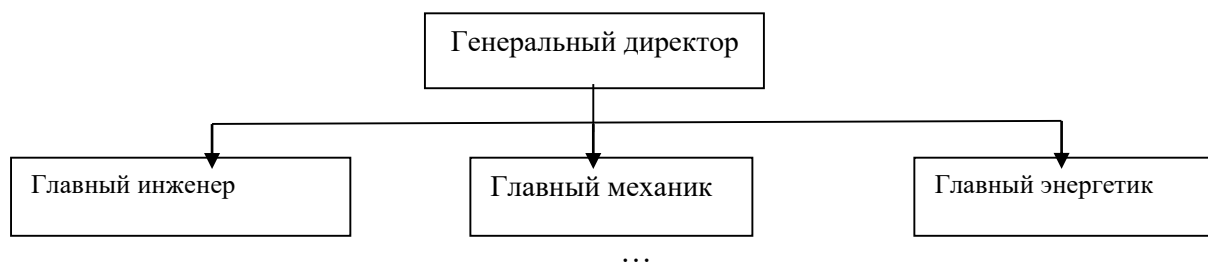 Генеральный директор
Главный инженер
Главный механик
Главный энергетик
…